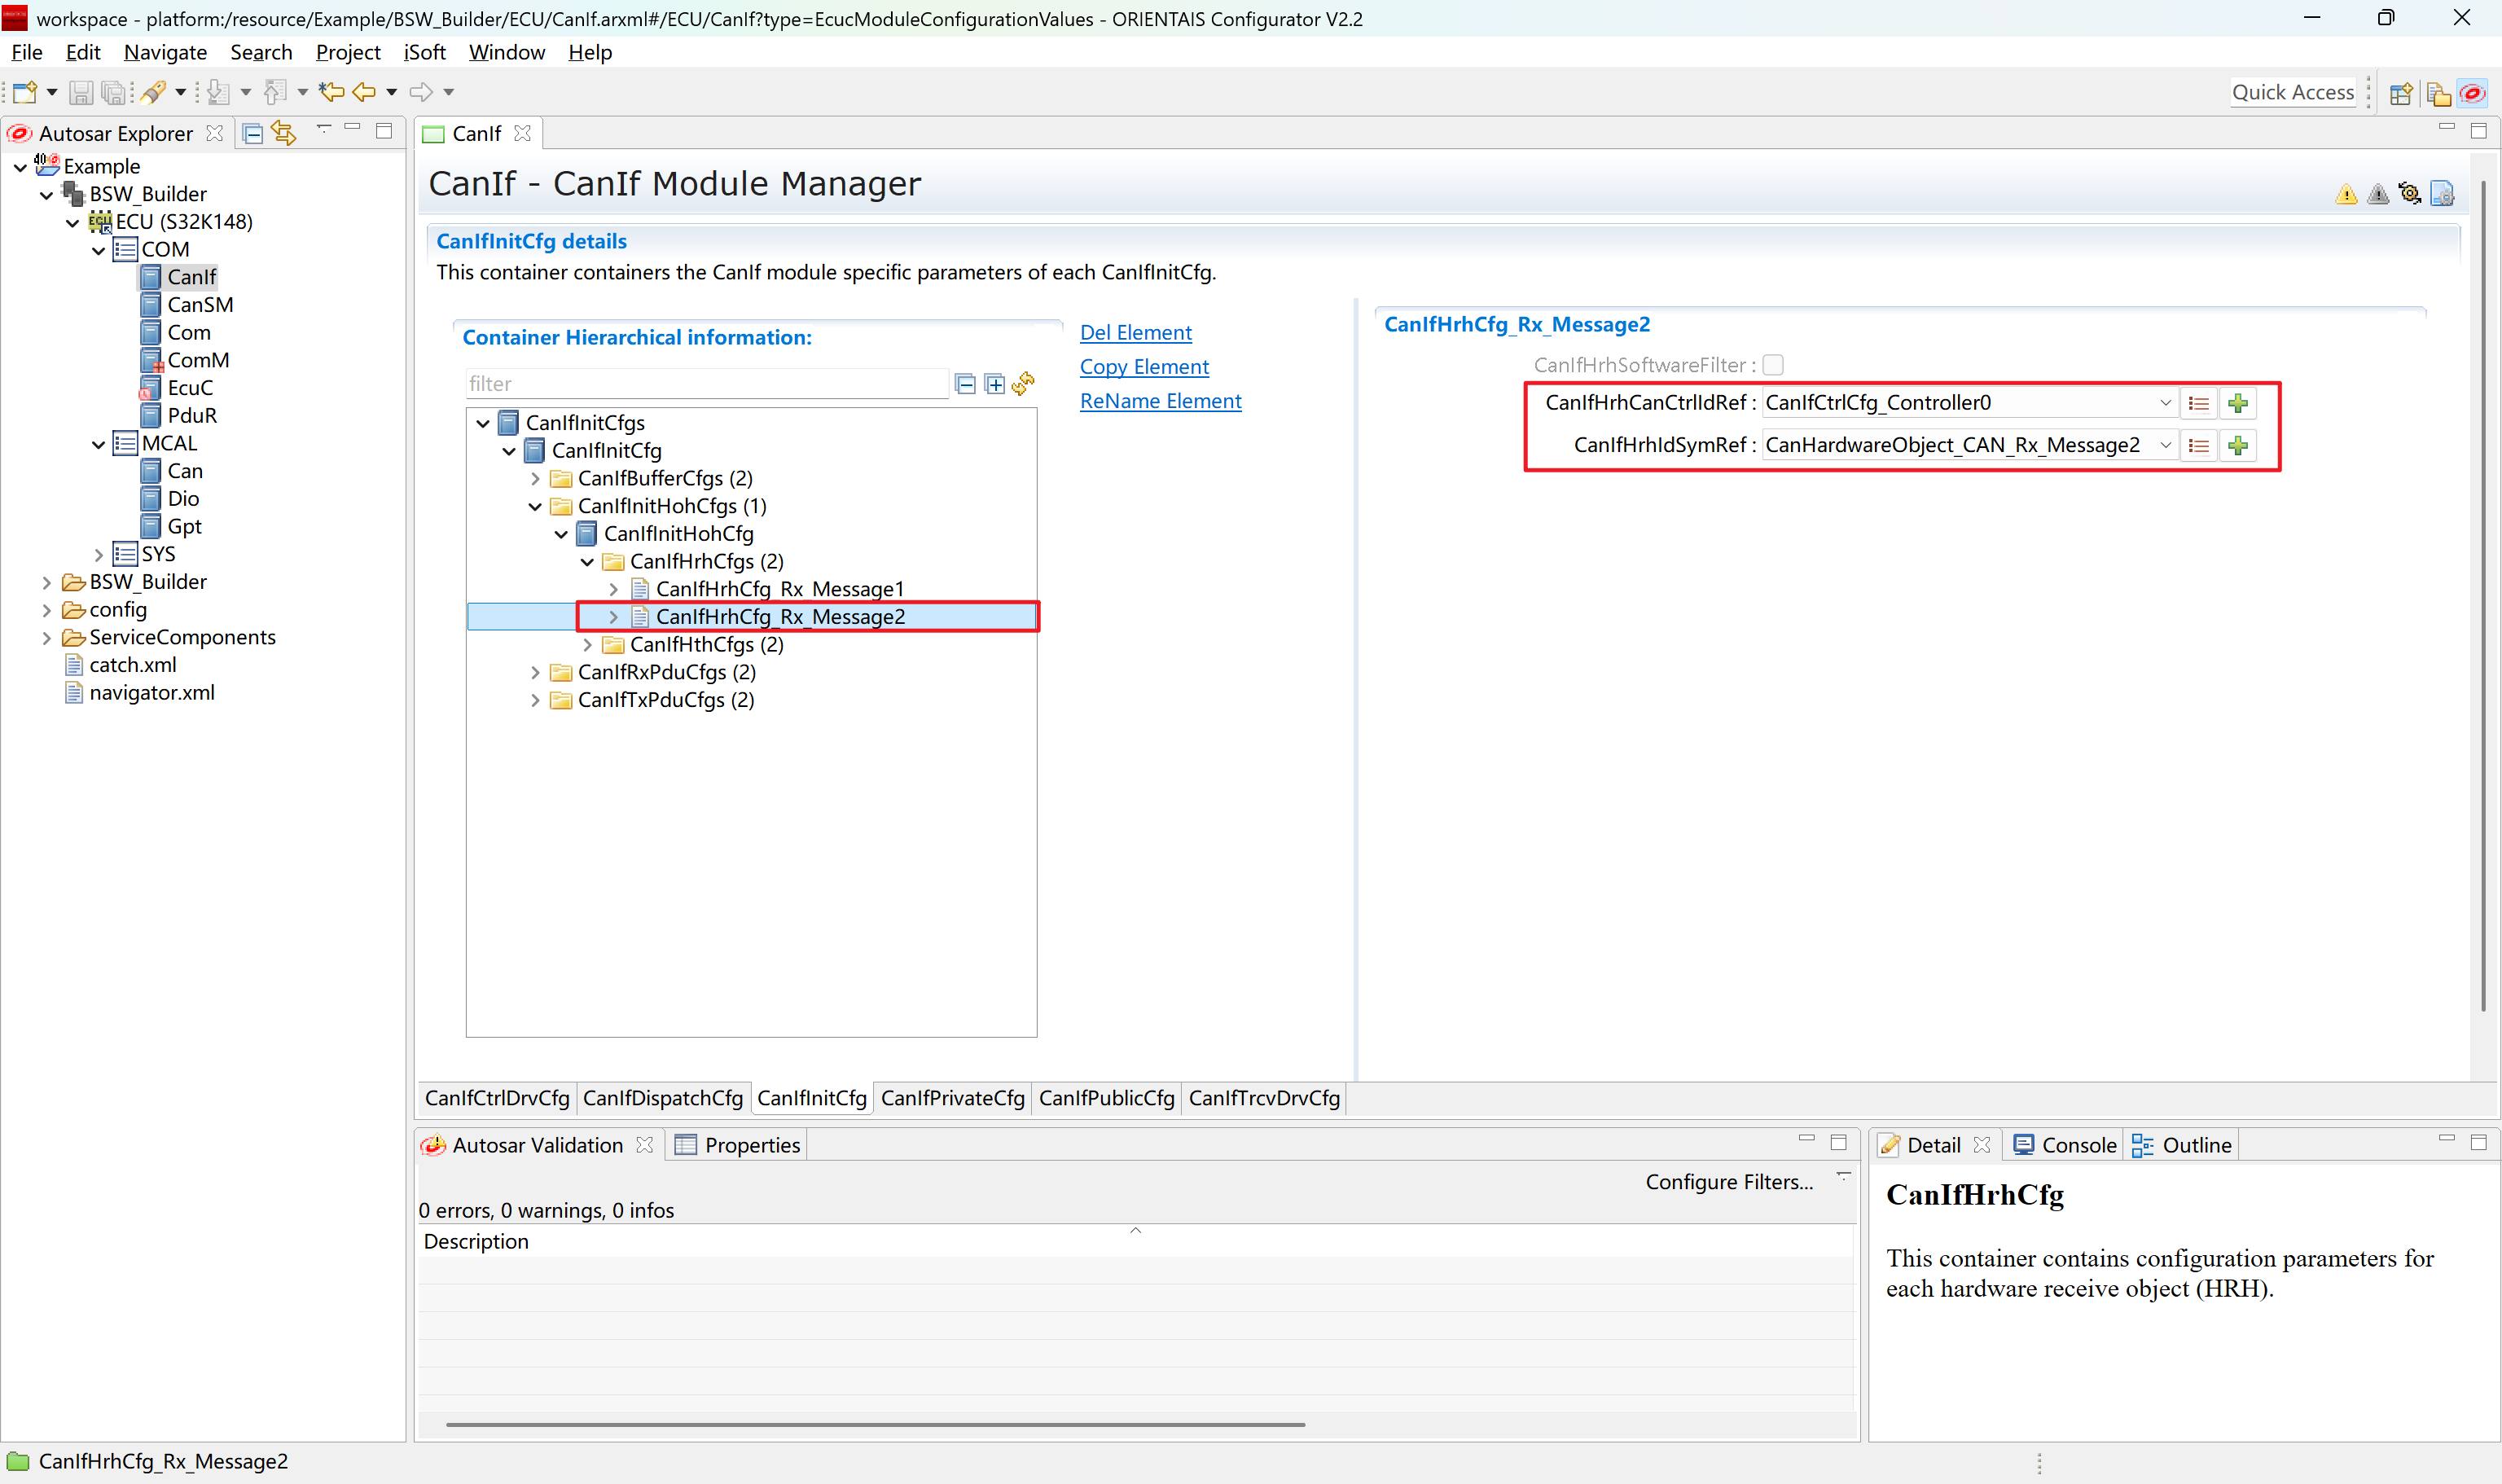 workspace - platform:/resource/Example/BSW_Builder/ECU/CanIf.arxml#/ECU/CanIf?type=EcucModuleConfigurationValues - ORIENTAIS Configurator V2.2
File Edit Navigate Search Project iSoft Window Help
Quick Access
Autosar Explorer
Example
BSW_Builder
ECU (S32K148)
COM
CanIf
CanSM
Com
ComM
EcuC
PduR
MCAL
Can
Dio
Gpt
SYS
BSW_Builder
config
ServiceComponents
catch.xml
navigator.xml
CanIf
CanIf - CanIf Module Manager
CanIfInitCfg details
This container containers the CanIf module specific parameters of each CanIfInitCfg.
Container Hierarchical information:
filter
CanIfInitCfgs
CanIfInitCfg
CanIfBufferCfgs (2)
CanIfInitHohCfgs (1)
CanIfInitHohCfg
CanIfHrhCfgs (2)
CanIfHrhCfg_Rx_Message1
CanIfHrhCfg_Rx_Message2
CanIfHthCfgs (2)
CanIfRxPduCfgs (2)
CanIfTxPduCfgs (2)
Del Element
Copy Element
ReName Element
CanIfHrhCfg_Rx_Message2
CanIfHrhSoftwareFilter :
CanIfHrhCanCtrlIdRef : CanIfCtrlCfg_Controller0
CanIfHrhIdSymRef : CanHardwareObject_CAN_Rx_Message2
CanIfCtrlDrvCfg CanIfDispatchCfg CanIfInitCfg CanIfPrivateCfg CanIfPublicCfg CanIfTrcvDrvCfg
Autosar Validation Properties
Configure Filters...
0 errors, 0 warnings, 0 infos
Description
Detail Console Outline
CanIfHrhCfg
This container contains configuration parameters for
each hardware receive object (HRH).
CanIfHrhCfg_Rx_Message2